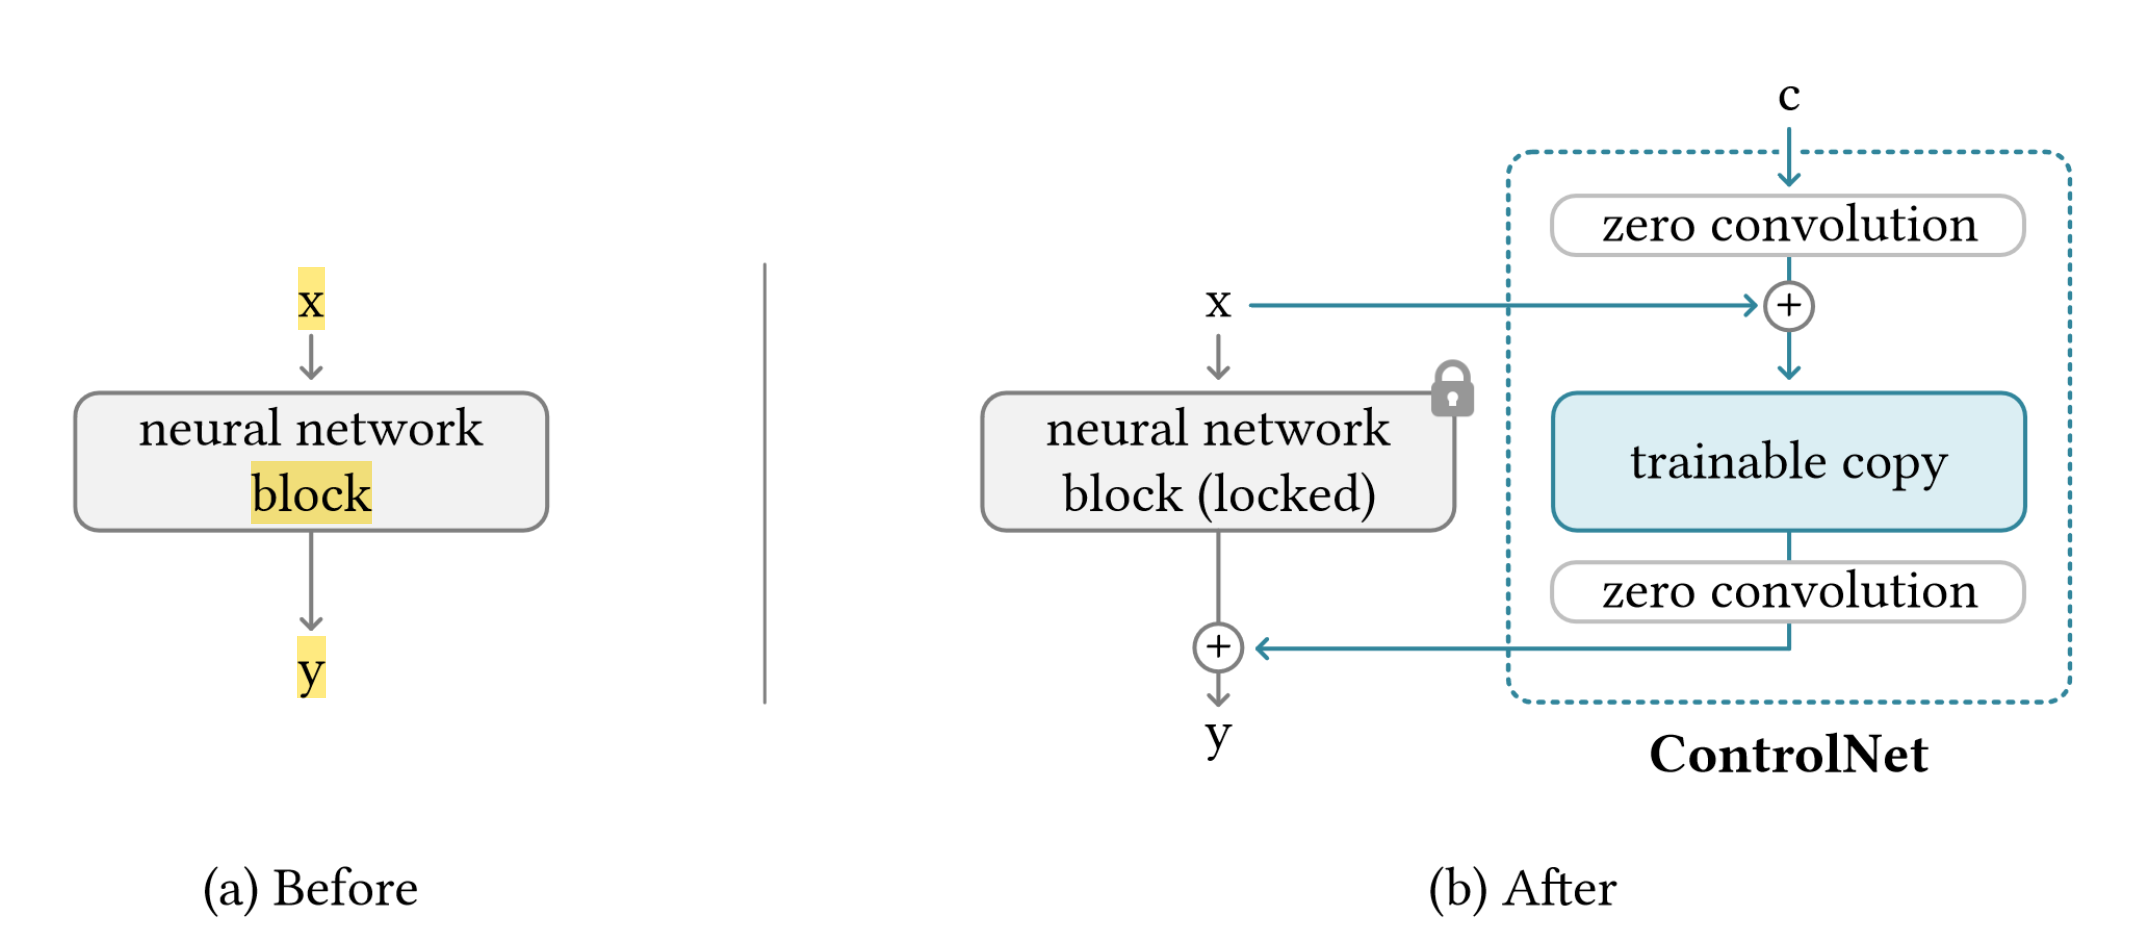 x
neural network
block
y
(a) Before
c
zero convolution
x
+
neural network
block (locked)
trainable copy
zero convolution
+
y
ControlNet
(b) After